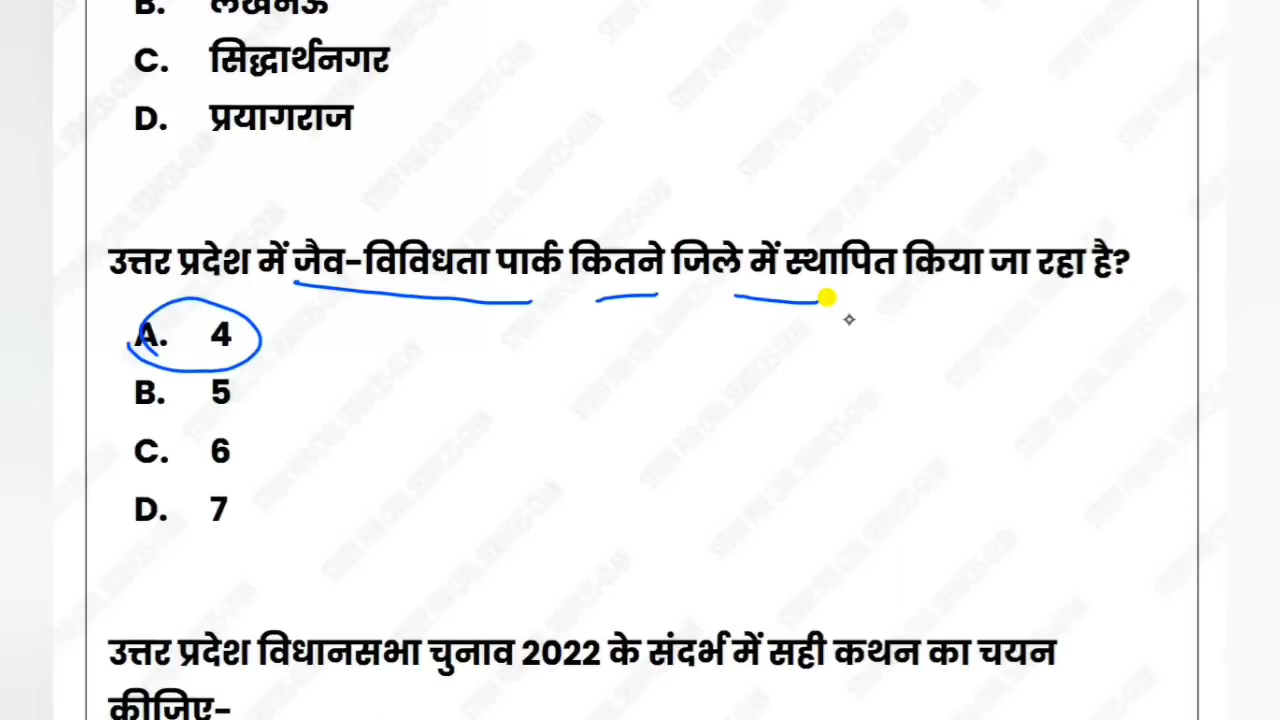 B. लखनऊ
C. सिद्धार्थनगर
D. प्रयागराज
उत्तर प्रदेश में जैव-विविधता पार्क कितने जिले में स्थापित किया जा रहा है?
A. 4
B. 5
C. 6
D. 7
उत्तर प्रदेश विधानसभा चुनाव 2022 के संदर्भ में सही कथन का चयन
कीजिए-